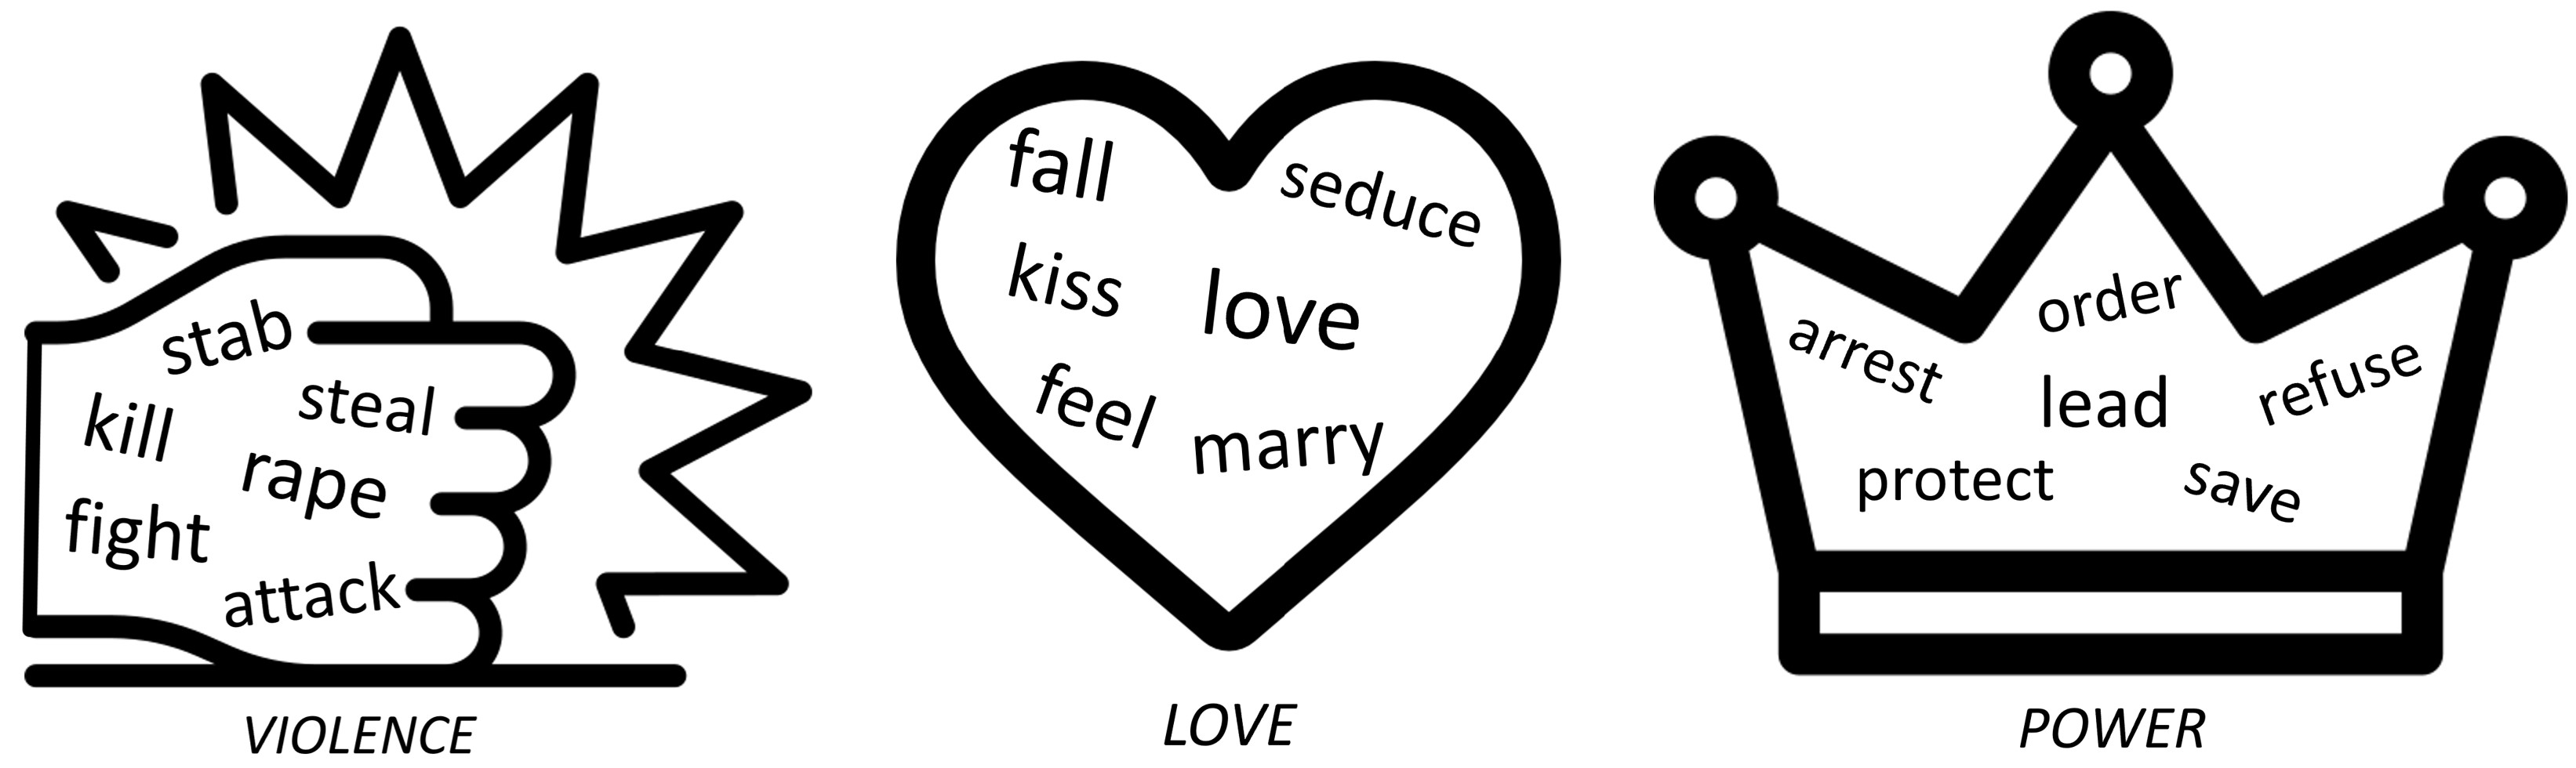 stab
steal
kill
rape
fight
attack
VIOLENCE
fall
seduce
kiss
love
feel
marry
LOVE
order
arrest
lead
refuse
protect
save
POWER